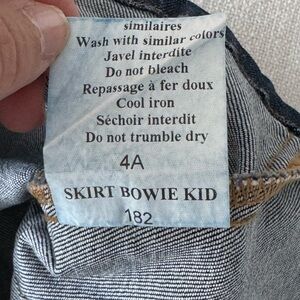 similaires
Wash with similar colors
Javel interdite
Do not bleach
Repassage à fer doux
Cool iron
Séchoir interdit
Do not trumble dry
4A
SKIRT BOWIE KID
182